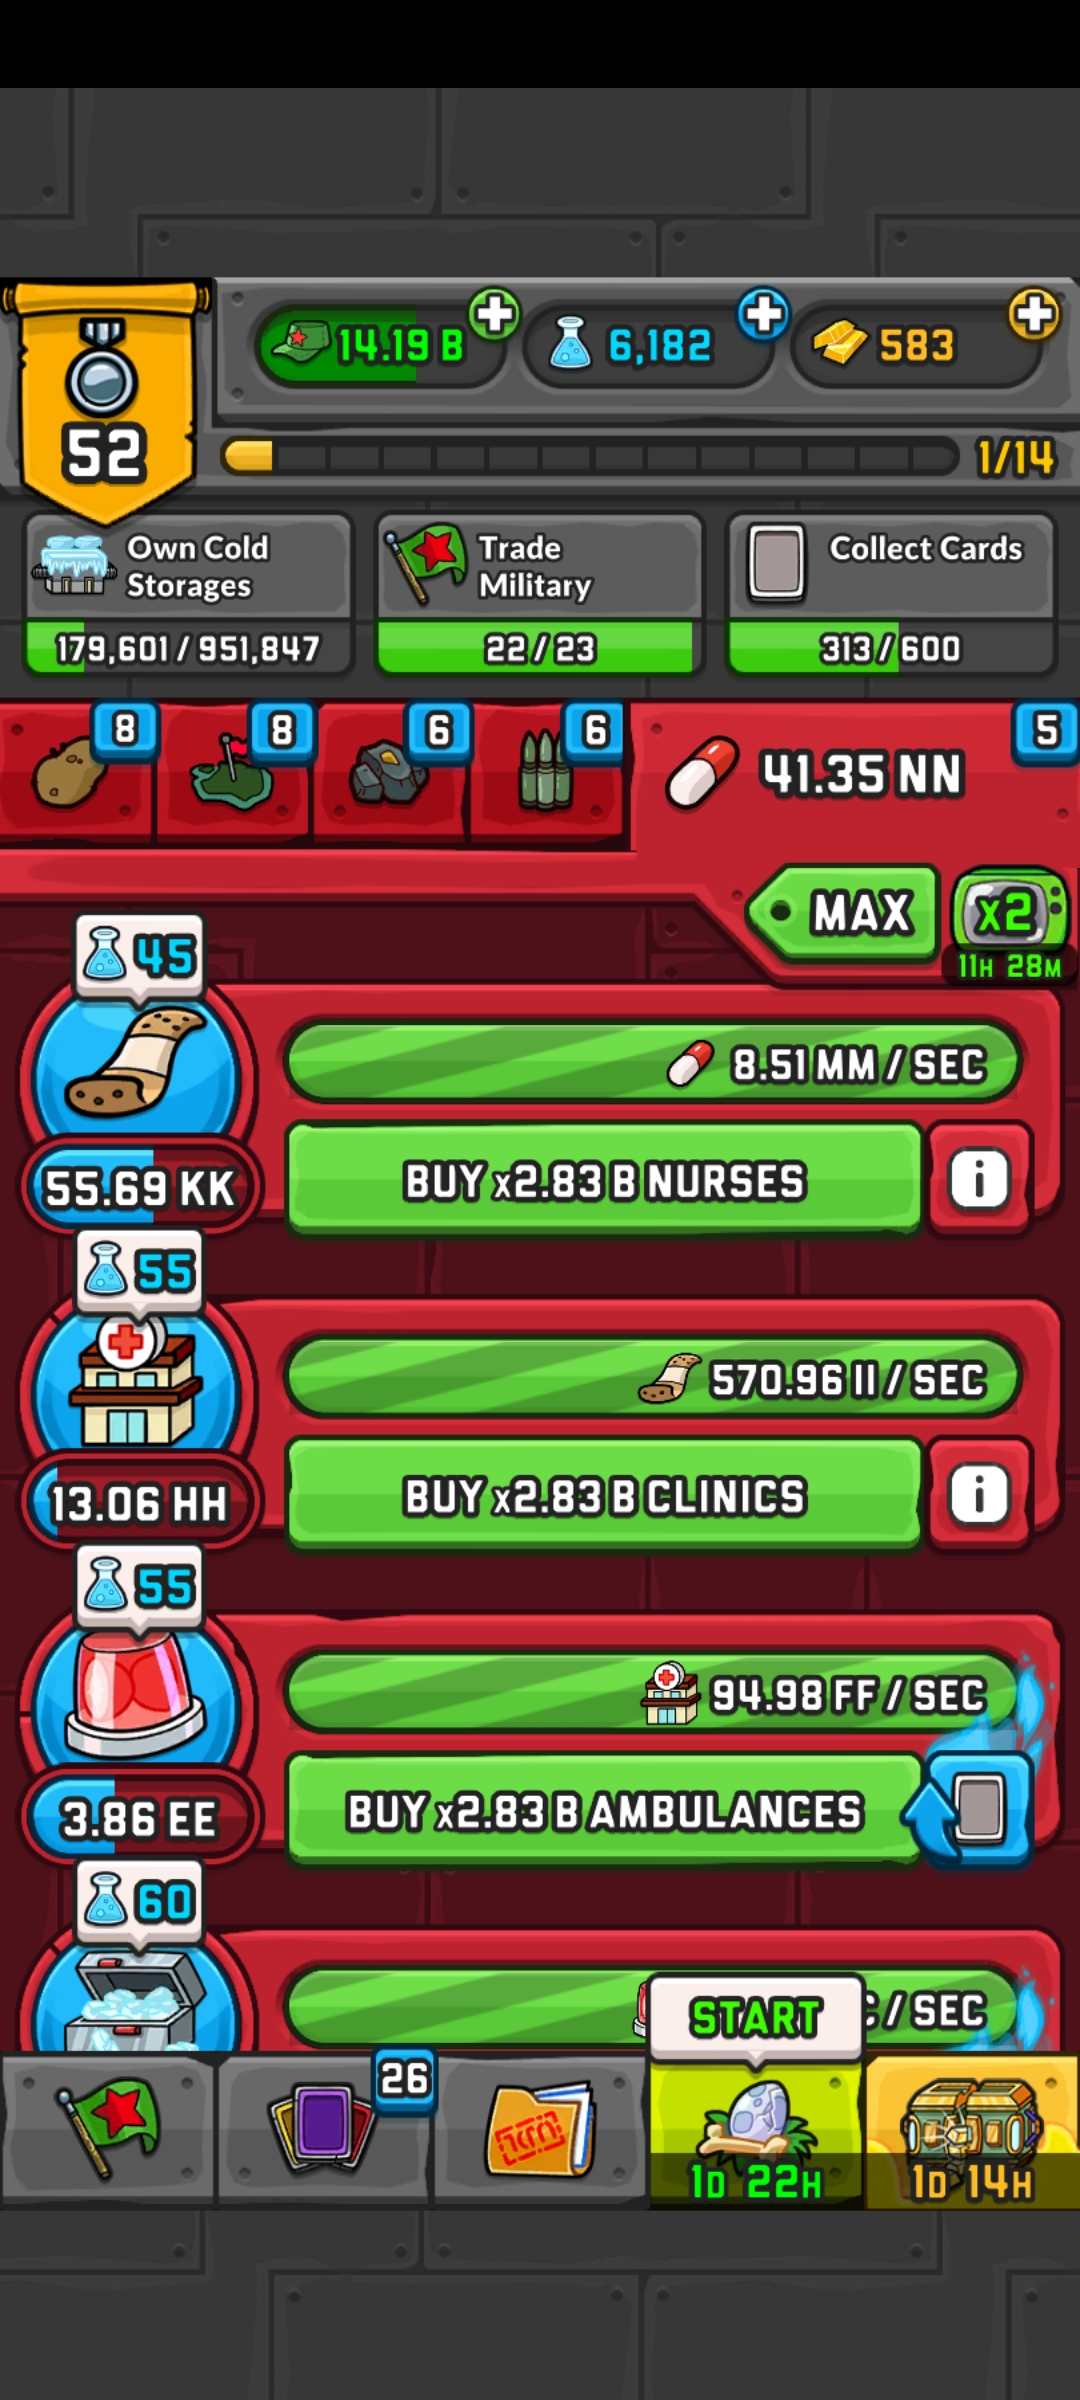 14.19 B
6,182
583
52
1/14
Own Cold
Storages
179,601 / 951,847
Trade
Military
22 / 23
Collect Cards
313 / 600
8
8
6
6
41.35 NN
5
MAX
x2
11H 28M
45
8.51 MM / SEC
55.69 KK
BUY x2.83 B NURSES
55
570.96 II / SEC
13.06 HH
BUY x2.83 B CLINICS
55
94.98 FF / SEC
3.86 EE
BUY x2.83 B AMBULANCES
60
/ SEC
START
26
1D 22H
1D 14H